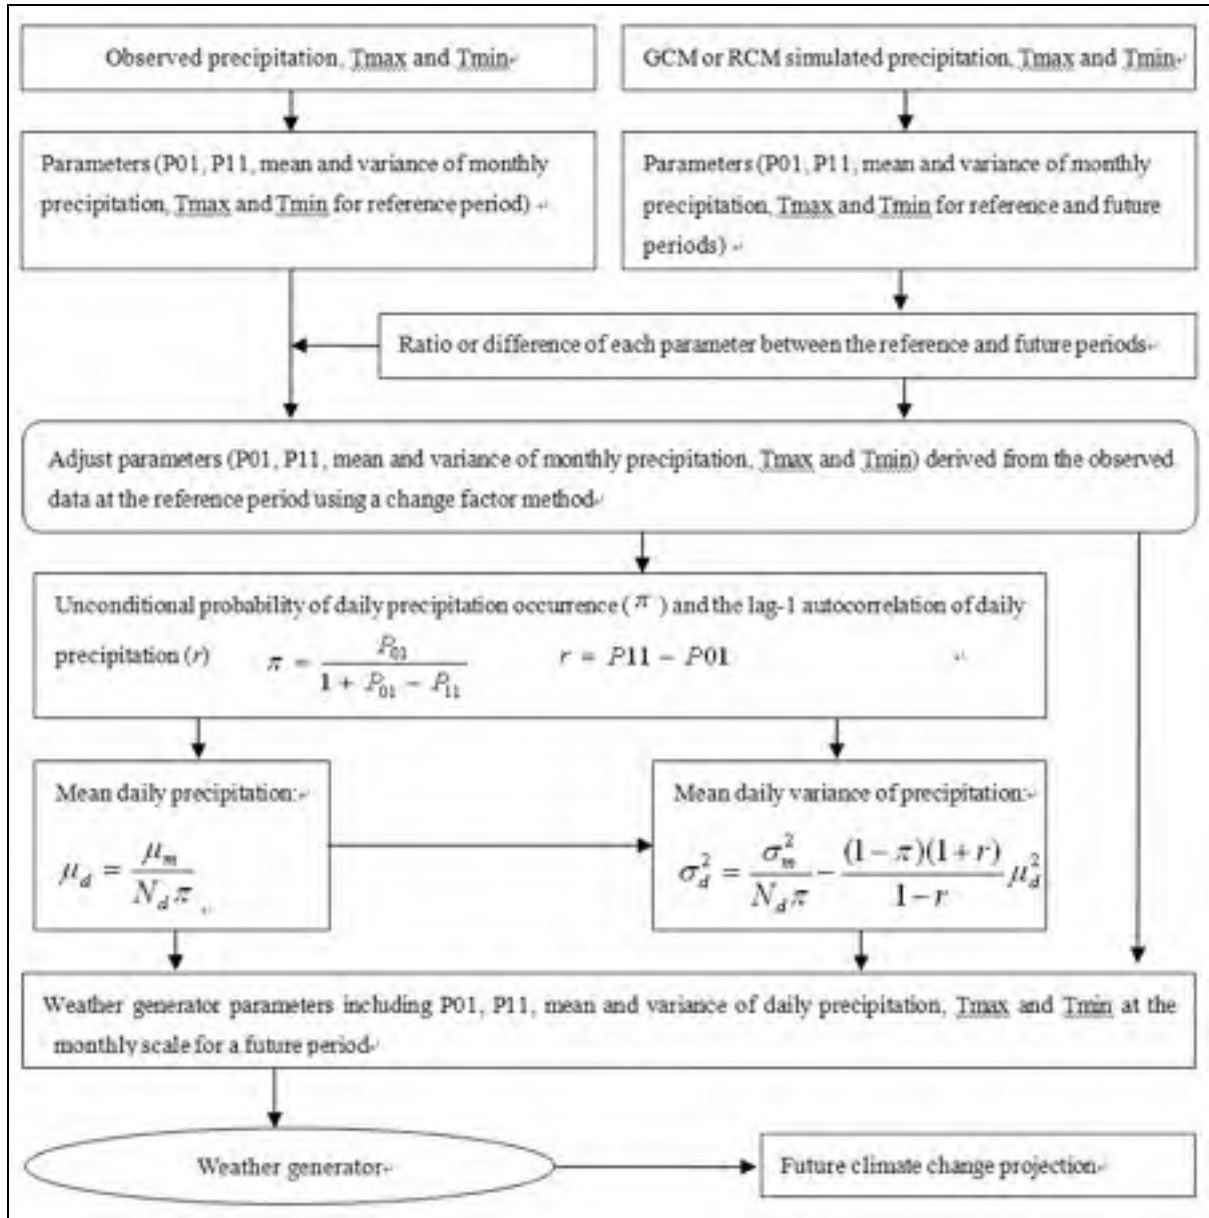 Observed precipitation, Tmax and Tmin
GCM or RCM simulated precipitation, Tmax and Tmin
Parameters (P01, P11, mean and variance of monthly
precipitation, Tmax and Tmin for reference period)
Parameters (P01, P11, mean and variance of monthly
precipitation, Tmax and Tmin for reference and future
periods)
Ratio or difference of each parameter between the reference and future periods
Adjust parameters (P01, P11, mean and variance of monthly precipitation, Tmax and Tmin) derived from the observed
data at the reference period using a change factor method
Unconditional probability of daily precipitation occurrence (π) and the lag-1 autocorrelation of daily
precipitation (r) π = P₀₁ / (1 + P₀₁ − P₁₁) r = P11 − P01
Mean daily precipitation:
μ_d = μ_m / (N_d π)
Mean daily variance of precipitation:
σ_d² = σ_m² / (N_d π) − ((1−π)(1+r) / (1−r)) μ_d²
Weather generator parameters including P01, P11, mean and variance of daily precipitation, Tmax and Tmin at the
monthly scale for a future period
Weather generator
Future climate change projection